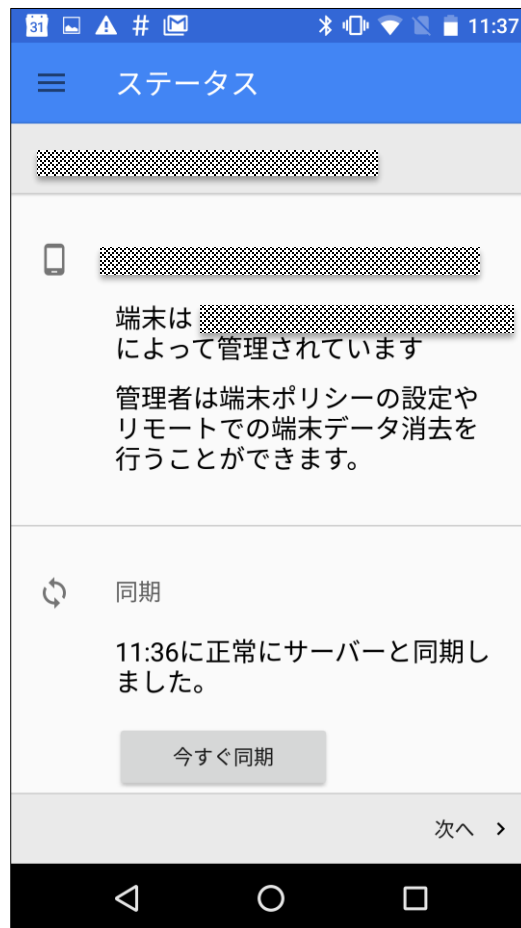 31 # 11:37
ステータス
端末は
によって管理されています
管理者は端末ポリシーの設定や
リモートでの端末データ消去を
行うことができます。
同期
11:36に正常にサーバーと同期し
ました。
今すぐ同期
次へ